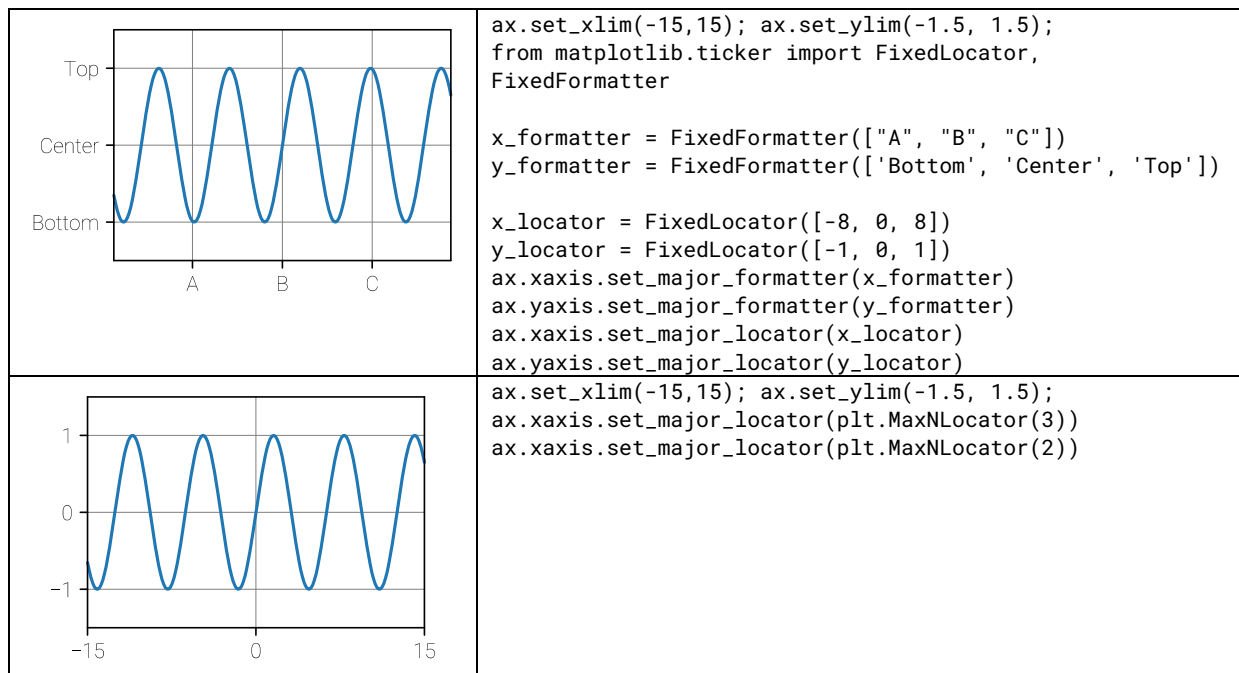 Top
Center
Bottom
A B C
ax.set_xlim(-15,15); ax.set_ylim(-1.5, 1.5);
from matplotlib.ticker import FixedLocator,
FixedFormatter
x_formatter = FixedFormatter(["A", "B", "C"])
y_formatter = FixedFormatter(['Bottom', 'Center', 'Top'])
x_locator = FixedLocator([-8, 0, 8])
y_locator = FixedLocator([-1, 0, 1])
ax.xaxis.set_major_formatter(x_formatter)
ax.yaxis.set_major_formatter(y_formatter)
ax.xaxis.set_major_locator(x_locator)
ax.yaxis.set_major_locator(y_locator)
1
0
−1
−15 0 15
ax.set_xlim(-15,15); ax.set_ylim(-1.5, 1.5);
ax.xaxis.set_major_locator(plt.MaxNLocator(3))
ax.xaxis.set_major_locator(plt.MaxNLocator(2))